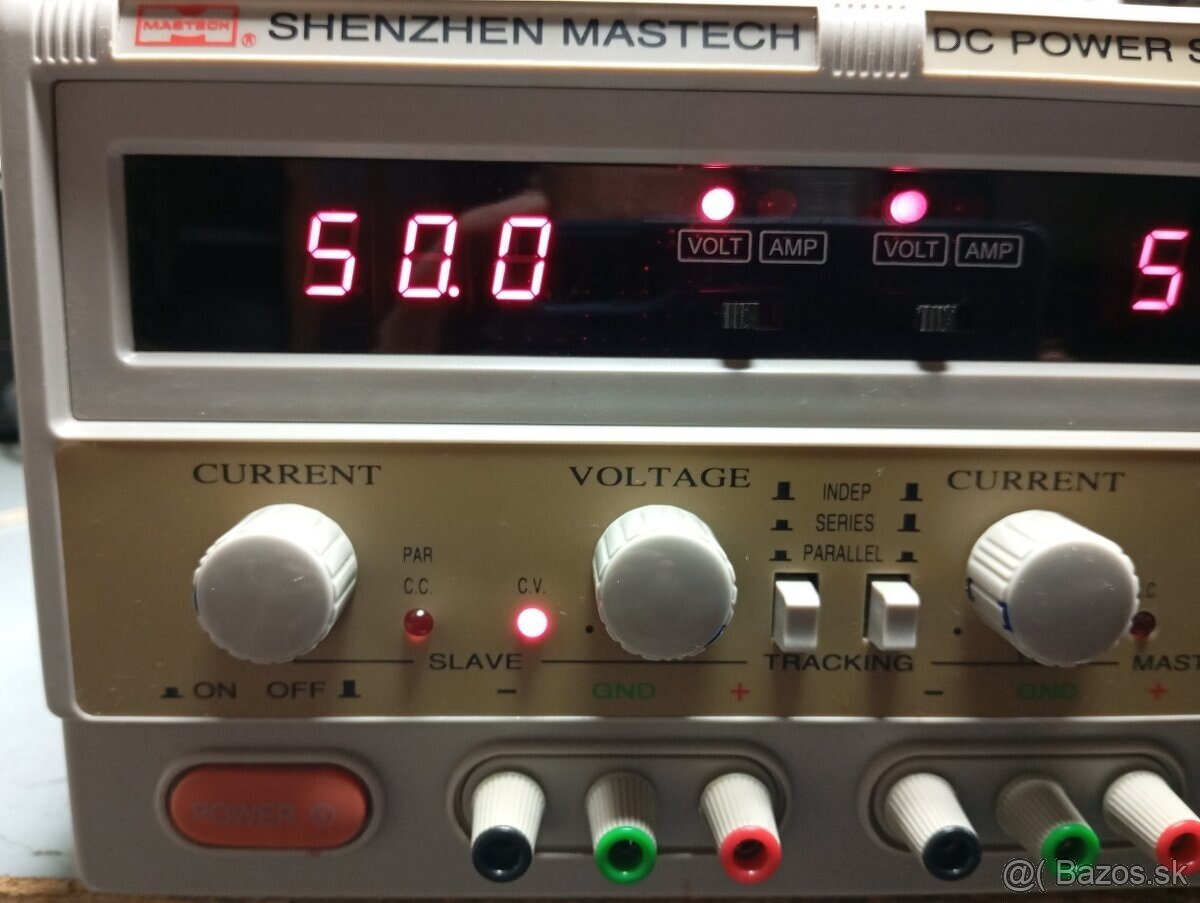 MASTECH ® SHENZHEN MASTECH DC POWER S
50.0 VOLT AMP VOLT AMP 5
CURRENT VOLTAGE INDEP CURRENT
SERIES
PAR PARALLEL
C.C. C.V. C.
SLAVE TRACKING MAST
ON OFF - GND + - GND +
POWER
@( Bazos.sk